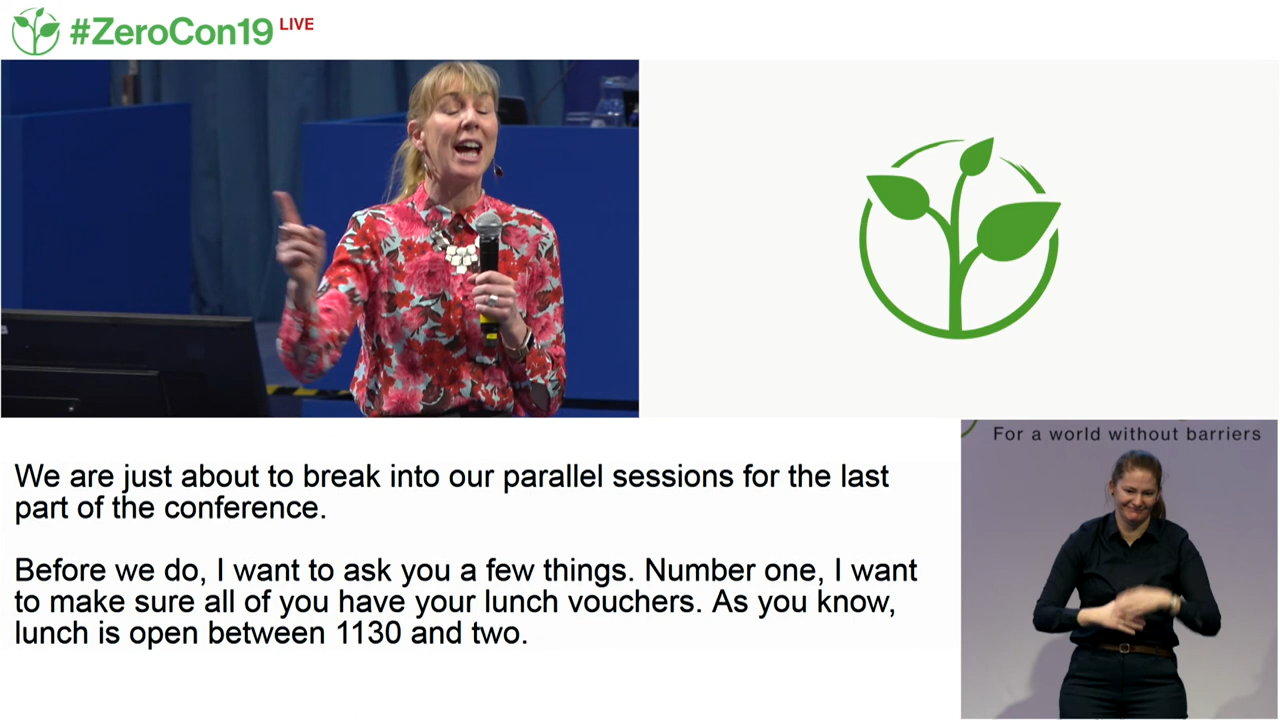 #ZeroCon19 LIVE
For a world without barriers
We are just about to break into our parallel sessions for the last
part of the conference.
Before we do, I want to ask you a few things. Number one, I want
to make sure all of you have your lunch vouchers. As you know,
lunch is open between 1130 and two.